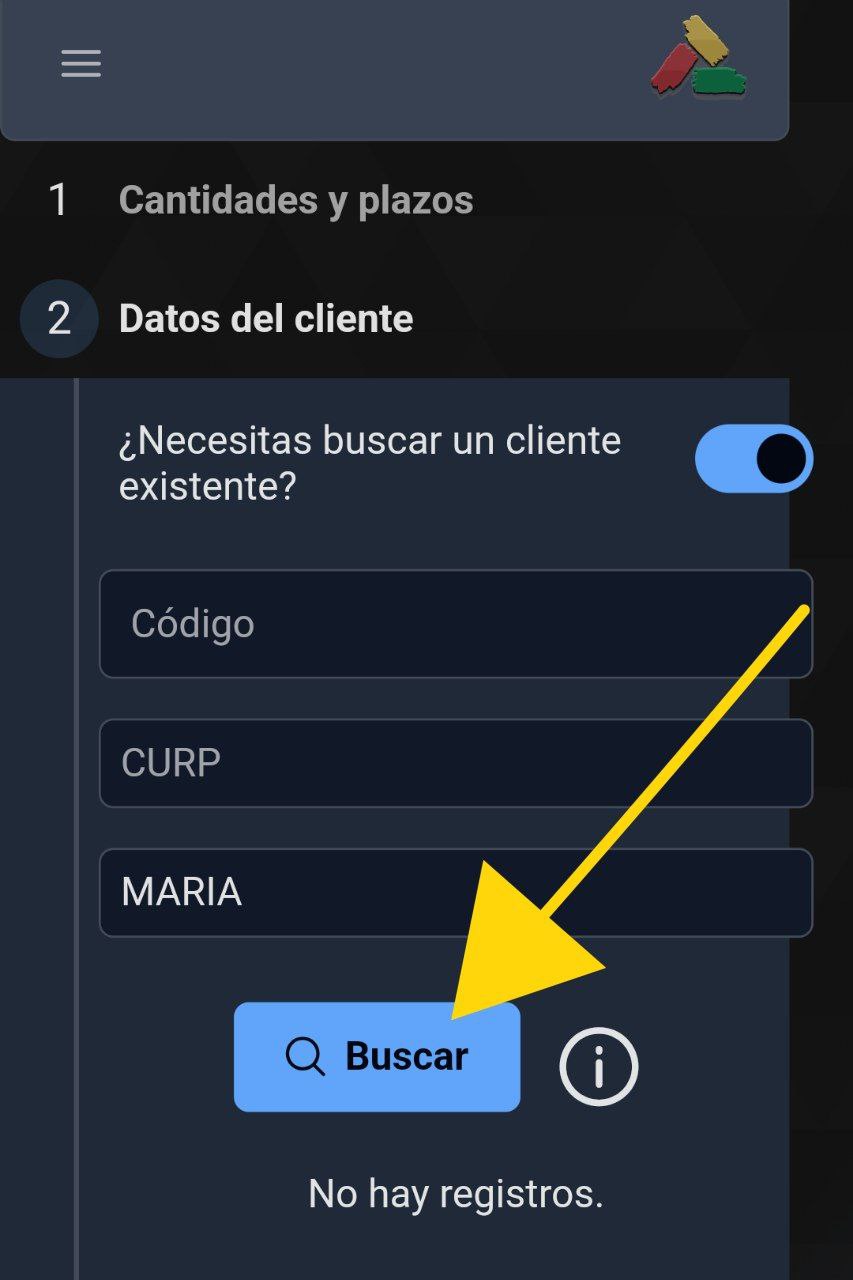 1 Cantidades y plazos
2 Datos del cliente
¿Necesitas buscar un cliente
existente?
Código
CURP
MARIA
Buscar
No hay registros.